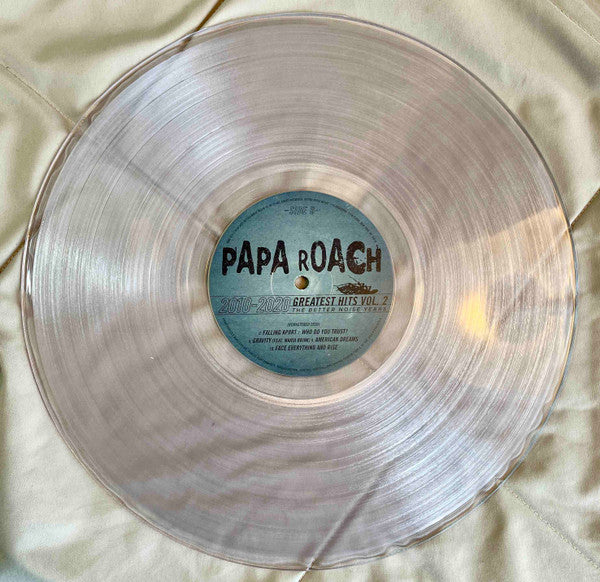 -SIDE B-
PAPA ROACH
2010-2020 GREATEST HITS VOL. 2
THE BETTER NOISE YEARS
FALLING APART WHO DO YOU TRUST?
GRAVITY (FEAT. MARIA BRINK) AMERICAN DREAMS
FACE EVERYTHING AND RISE